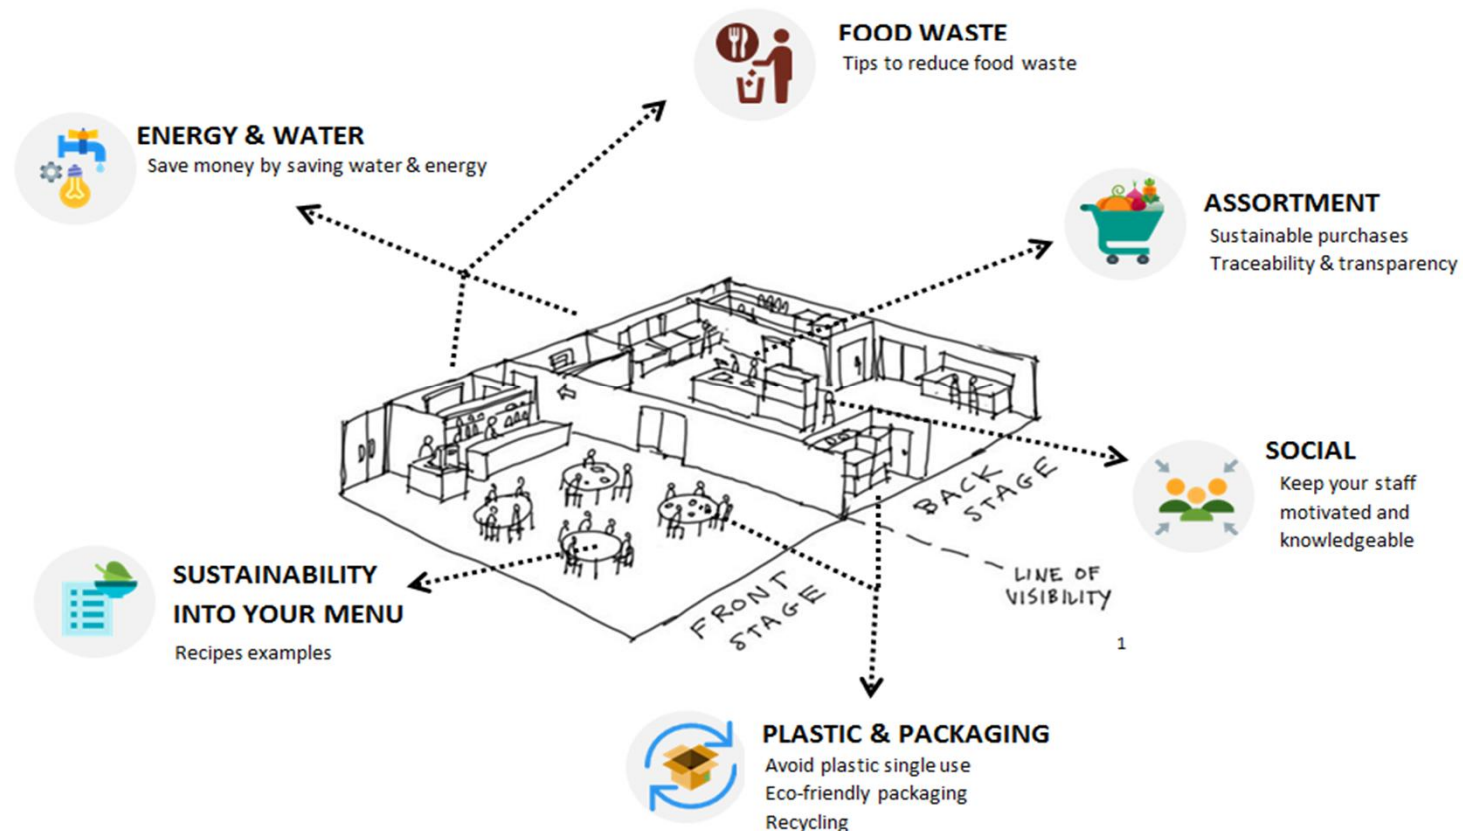 FOOD WASTE
Tips to reduce food waste
ENERGY & WATER
Save money by saving water & energy
ASSORTMENT
Sustainable purchases
Traceability & transparency
SOCIAL
Keep your staff
motivated and
knowledgeable
BACK
STAGE
LINE OF
VISIBILITY
FRONT
STAGE
1
SUSTAINABILITY
INTO YOUR MENU
Recipes examples
PLASTIC & PACKAGING
Avoid plastic single use
Eco-friendly packaging
Recycling